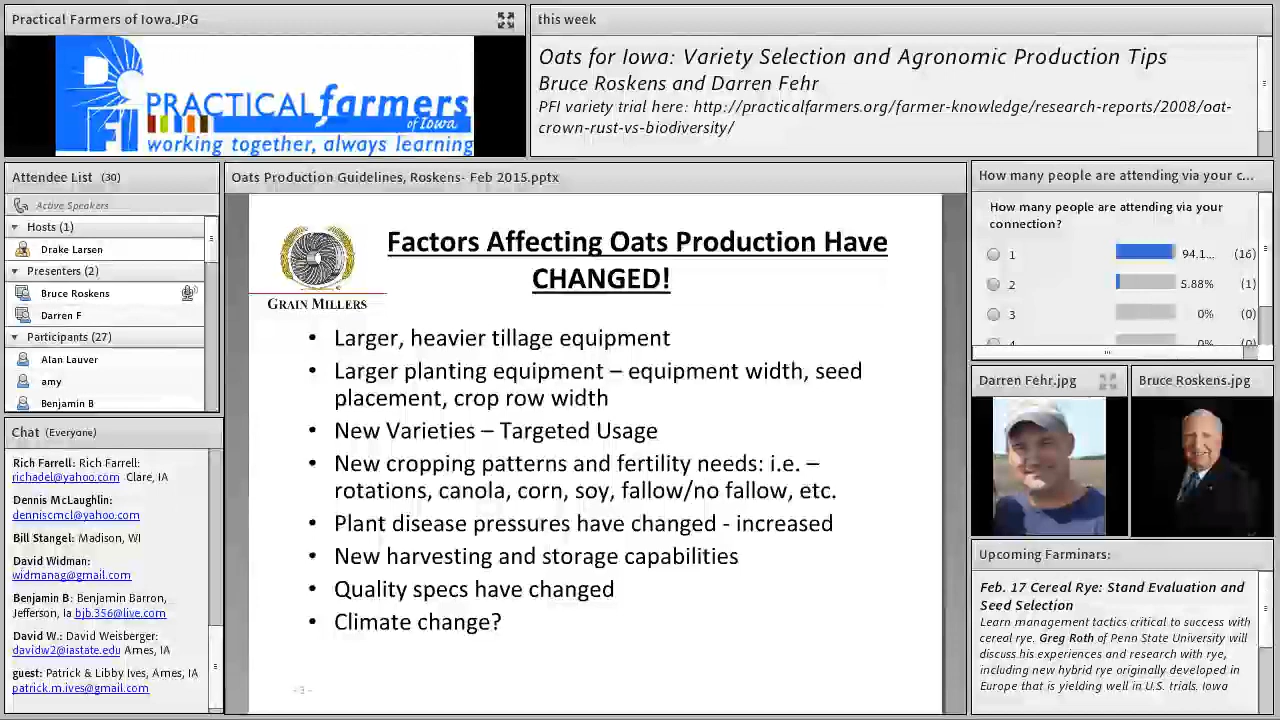 Practical Farmers of Iowa.JPG
PFI
PRACTICAL farmers
of Iowa
working together, always learning
this week
Oats for Iowa: Variety Selection and Agronomic Production Tips
Bruce Roskens and Darren Fehr
PFI variety trial here: http://practicalfarmers.org/farmer-knowledge/research-reports/2008/oat-
crown-rust-vs-biodiversity/
Attendee List (30)
Active Speakers
Hosts (1)
Drake Larsen
Presenters (2)
Bruce Roskens
Darren F
Participants (27)
Alan Lauver
amy
Benjamin B
Chat (Everyone)
Rich Farrell: Rich Farrell:
richadel@yahoo.com Clare, IA
Dennis McLaughlin:
denniscmcl@yahoo.com
Bill Stangel: Madison, WI
David Widman:
widmanag@gmail.com
Benjamin B: Benjamin Barron,
Jefferson, Ia bjb.356@live.com
David W.: David Weisberger:
davidw2@iastate.edu Ames, IA
guest: Patrick & Libby Ives, Ames, IA
patrick.m.ives@gmail.com
Oats Production Guidelines, Roskens- Feb 2015.pptx
GRAIN MILLERS
Factors Affecting Oats Production Have
CHANGED!
• Larger, heavier tillage equipment
• Larger planting equipment – equipment width, seed
placement, crop row width
• New Varieties – Targeted Usage
• New cropping patterns and fertility needs: i.e. –
rotations, canola, corn, soy, fallow/no fallow, etc.
• Plant disease pressures have changed - increased
• New harvesting and storage capabilities
• Quality specs have changed
• Climate change?
- 3 -
How many people are attending via your c...
How many people are attending via your
connection?
1 94.1... (16)
2 5.88% (1)
3 0% (0)
4 0% (0)
Darren Fehr.jpg
Bruce Roskens.jpg
Upcoming Farminars:
Feb. 17 Cereal Rye: Stand Evaluation and
Seed Selection
Learn management tactics critical to success with
cereal rye. Greg Roth of Penn State University will
discuss his experiences and research with rye,
including new hybrid rye originally developed in
Europe that is yielding well in U.S. trials. Iowa